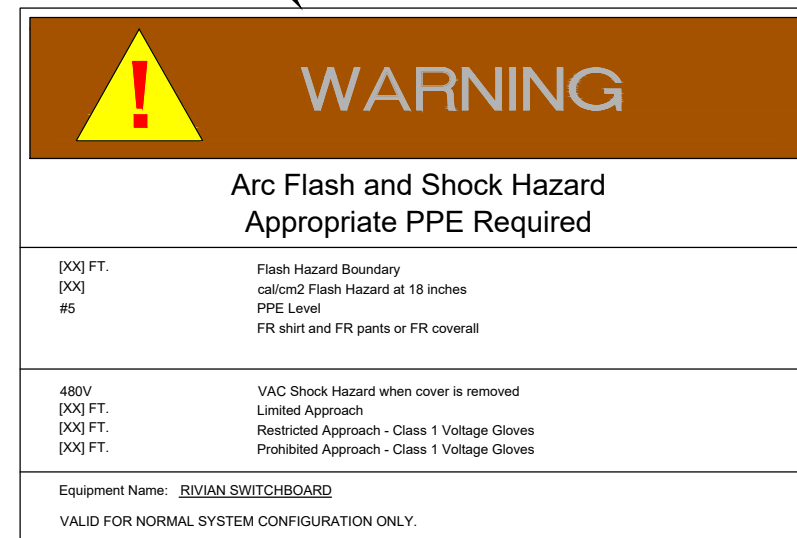 !
WARNING
Arc Flash and Shock Hazard
Appropriate PPE Required
[XX] FT. Flash Hazard Boundary
[XX] cal/cm2 Flash Hazard at 18 inches
#5 PPE Level
FR shirt and FR pants or FR coverall
480V VAC Shock Hazard when cover is removed
[XX] FT. Limited Approach
[XX] FT. Restricted Approach - Class 1 Voltage Gloves
[XX] FT. Prohibited Approach - Class 1 Voltage Gloves
Equipment Name: RIVIAN SWITCHBOARD
VALID FOR NORMAL SYSTEM CONFIGURATION ONLY.